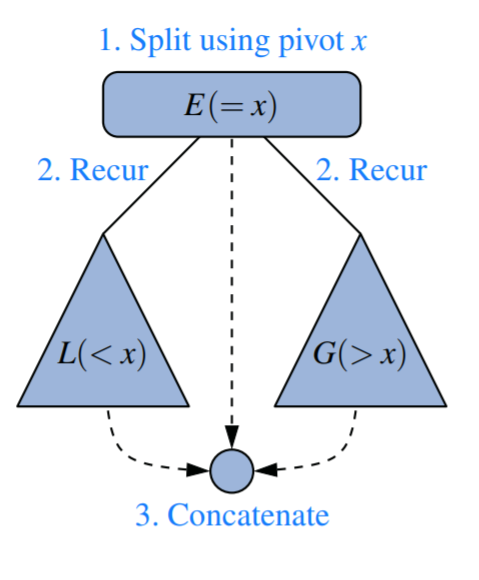 1. Split using pivot x
E(= x)
2. Recur
2. Recur
L(< x)
G(> x)
3. Concatenate